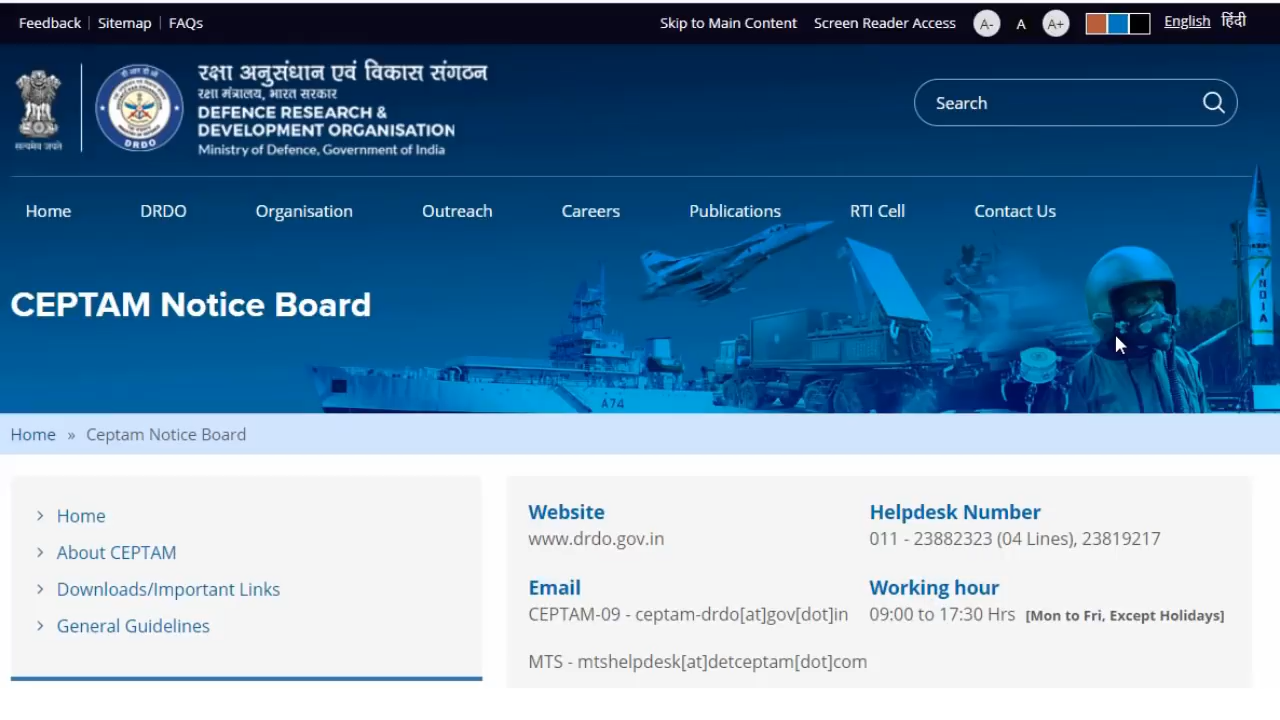 Feedback | Sitemap | FAQs
Skip to Main Content Screen Reader Access A- A A+ English हिंदी
रक्षा अनुसंधान एवं विकास संगठन
रक्षा मंत्रालय, भारत सरकार
DEFENCE RESEARCH &
DEVELOPMENT ORGANISATION
Ministry of Defence, Government of India
सत्यमेव जयते
DRDO
Search
Home DRDO Organisation Outreach Careers Publications RTI Cell Contact Us
CEPTAM Notice Board
A74
INDIA
Home » Ceptam Notice Board
Home
About CEPTAM
Downloads/Important Links
General Guidelines
Website
www.drdo.gov.in
Helpdesk Number
011 - 23882323 (04 Lines), 23819217
Email
CEPTAM-09 - ceptam-drdo[at]gov[dot]in
MTS - mtshelpdesk[at]detceptam[dot]com
Working hour
09:00 to 17:30 Hrs [Mon to Fri, Except Holidays]